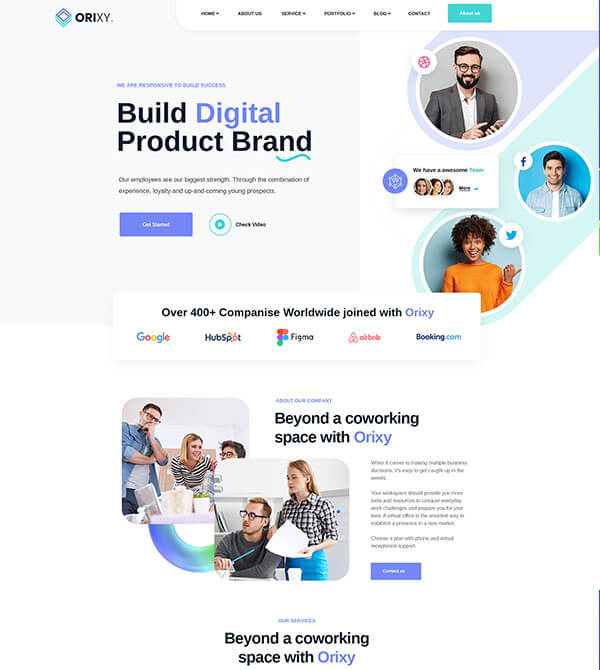 ORIXY.
HOME ABOUT US SERVICE PORTFOLIO BLOG CONTACT About us
WE ARE RESPONSIVE TO BUILD SUCCESS
Build Digital
Product Brand
Our employees are our biggest strength. Through the combination of
experience, loyalty and up-and-coming young prospects.
Get Started Check Video
We have a awesome Team
More
Over 400+ Companise Worldwide joined with Orixy
Google HubSpot Figma airbnb Booking.com
ABOUT OUR COMPANY
Beyond a coworking
space with Orixy
When it comes to making multiple business
decisions, it's easy to get caught up in the
weeds.
Your workspace should provide you more
tools and resources to conquer everyday
work challenges and prepare you for your
best. A virtual office is the smartest way to
establish a presence in a new market.
Choose a plan with phone and virtual
receptionist support.
Contact us
OUR SERVICES
Beyond a coworking
space with Orixy